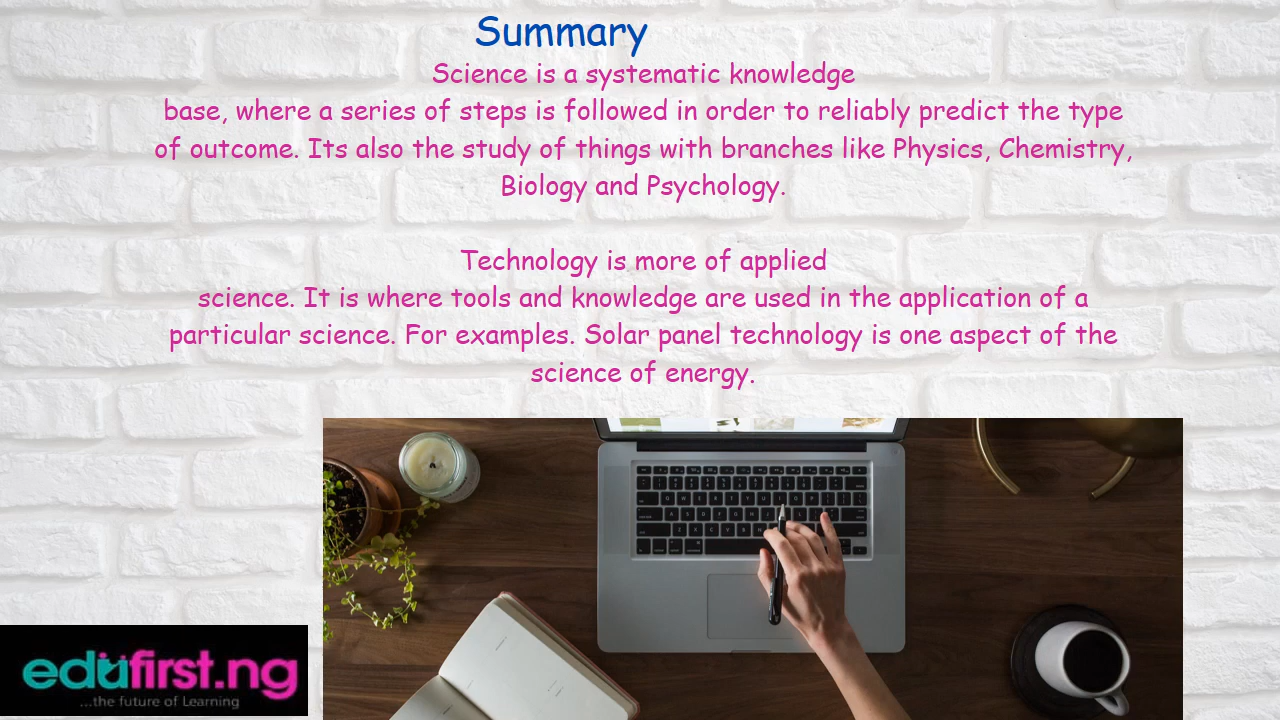 Summary
Science is a systematic knowledge
base, where a series of steps is followed in order to reliably predict the type
of outcome. Its also the study of things with branches like Physics, Chemistry,
Biology and Psychology.
Technology is more of applied
science. It is where tools and knowledge are used in the application of a
particular science. For examples. Solar panel technology is one aspect of the
science of energy.
edufirst.ng
...the future of Learning